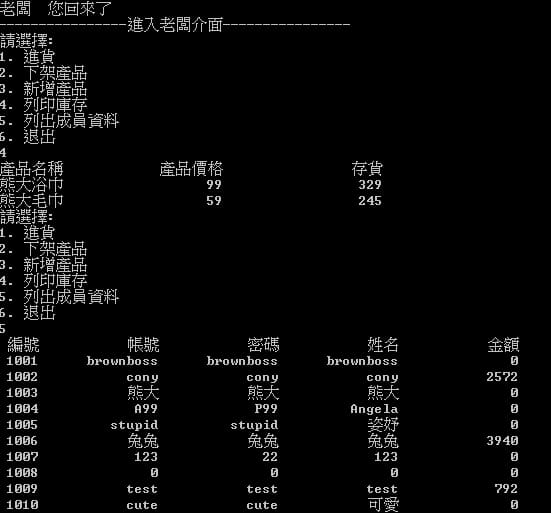 老闆 您回來了
----------------進入老闆介面----------------
請選擇:
1. 進貨
2. 下架產品
3. 新增產品
4. 列印庫存
5. 列出成員資料
6. 退出
4
產品名稱 產品價格 存貨
熊大浴巾 99 329
熊大毛巾 59 245
請選擇:
1. 進貨
2. 下架產品
3. 新增產品
4. 列印庫存
5. 列出成員資料
6. 退出
5
編號 帳號 密碼 姓名 金額
1001 brownboss brownboss brownboss 0
1002 cony cony cony 2572
1003 熊大 熊大 熊大 0
1004 A99 P99 Angela 0
1005 stupid stupid 姿妤 0
1006 兔兔 兔兔 兔兔 3940
1007 123 22 123 0
1008 0 0 0 0
1009 test test test 792
1010 cute cute 可愛 0